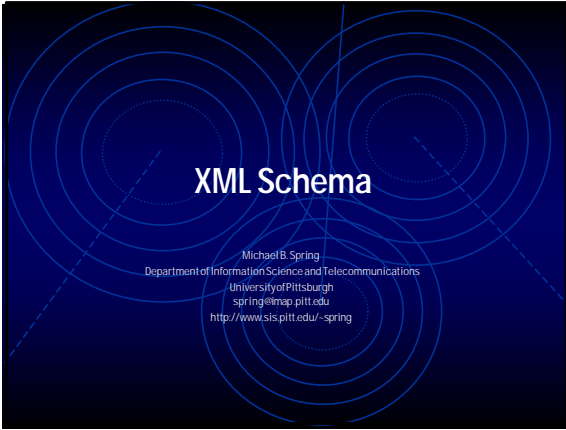 XML Schema
Michael B. Spring
Department of Information Science and Telecommunications
University of Pittsburgh
spring@imap.pitt.edu
http://www.sis.pitt.edu/~spring